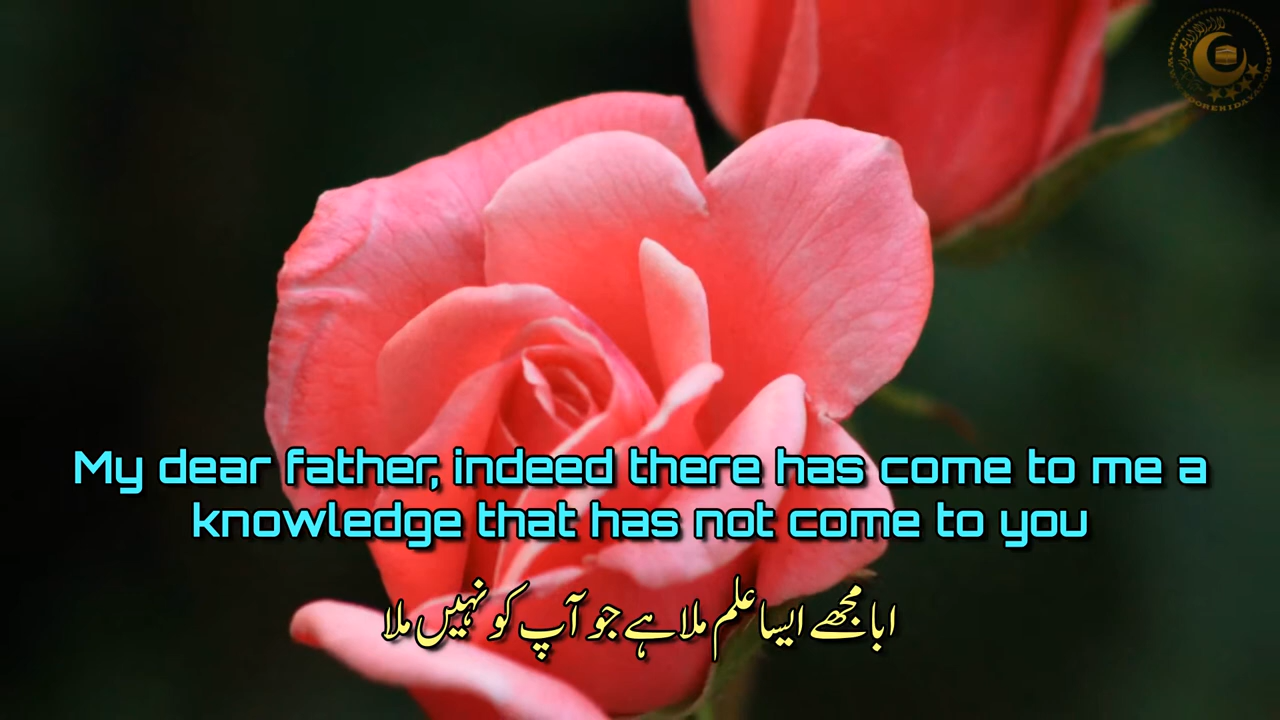 My dear father, indeed there has come to me a
knowledge that has not come to you
ابا مجھے ایسا علم ملا ہے جو آپ کو نہیں ملا